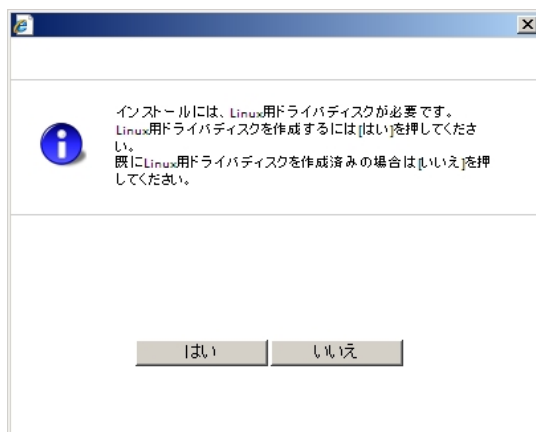 インストールには、Linux用ドライバディスクが必要です。
Linux用ドライバディスクを作成するには[はい]を押してくださ
い。
既にLinux用ドライバディスクを作成済みの場合は[いいえ]を押
してください。
はい
いいえ